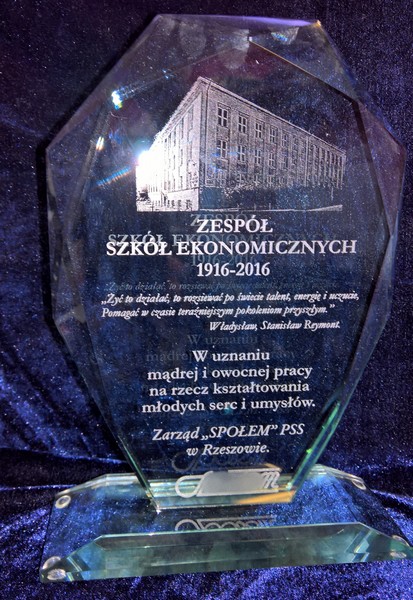 ZESPÓŁ
SZKÓŁ EKONOMICZNYCH
1916-2016
„Żyć to działać, to rozsiewać po świecie talent, energię i uczucie,
Pomagać w czasie teraźniejszym pokoleniom przyszłym."
Władysław, Stanisław Reymont.
W uznaniu
mądrej i owocnej pracy
na rzecz kształtowania
młodych serc i umysłów.
Zarząd „SPOŁEM" PSS
w Rzeszowie.